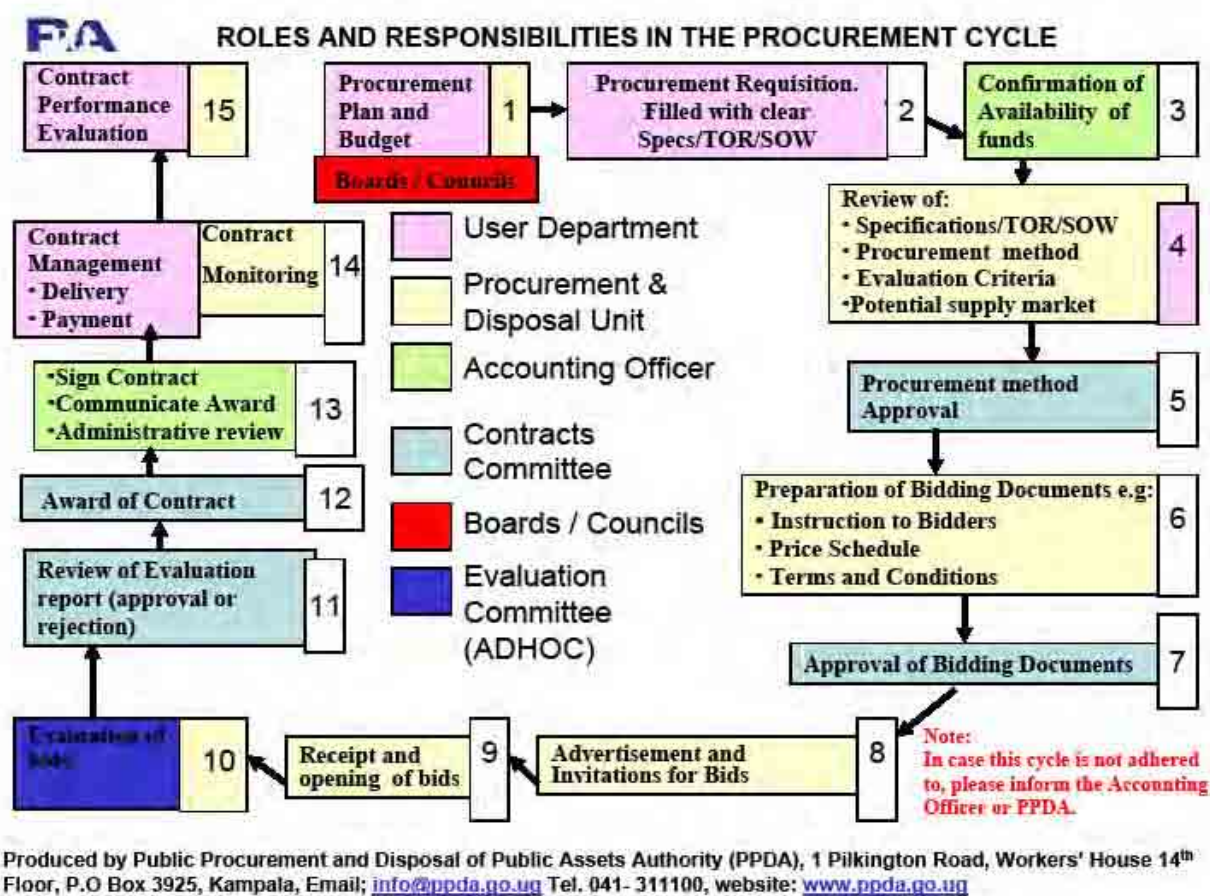 PPDA
ROLES AND RESPONSIBILITIES IN THE PROCUREMENT CYCLE
Procurement
Plan and
Budget
1
Boards / Councils
Procurement Requisition.
Filled with clear
Specs/TOR/SOW
2
Confirmation of
Availability of
funds
3
Review of:
• Specifications/TOR/SOW
• Procurement method
• Evaluation Criteria
•Potential supply market
4
Procurement method
Approval
5
Preparation of Bidding Documents e.g:
• Instruction to Bidders
• Price Schedule
• Terms and Conditions
6
Approval of Bidding Documents
7
Advertisement and
Invitations for Bids
8
Receipt and
opening of bids
9
Evaluation of
bids
10
Review of Evaluation
report (approval or
rejection)
11
Award of Contract
12
•Sign Contract
•Communicate Award
•Administrative review
13
Contract
Management
• Delivery
• Payment
Contract
Monitoring
14
Contract
Performance
Evaluation
15
User Department
Procurement &
Disposal Unit
Accounting Officer
Contracts
Committee
Boards / Councils
Evaluation
Committee
(ADHOC)
Note:
In case this cycle is not adhered
to, please inform the Accounting
Officer or PPDA.
Produced by Public Procurement and Disposal of Public Assets Authority (PPDA), 1 Pilkington Road, Workers' House 14th
Floor, P.O Box 3925, Kampala, Email; info@ppda.go.ug Tel. 041- 311100, website: www.ppda.go.ug